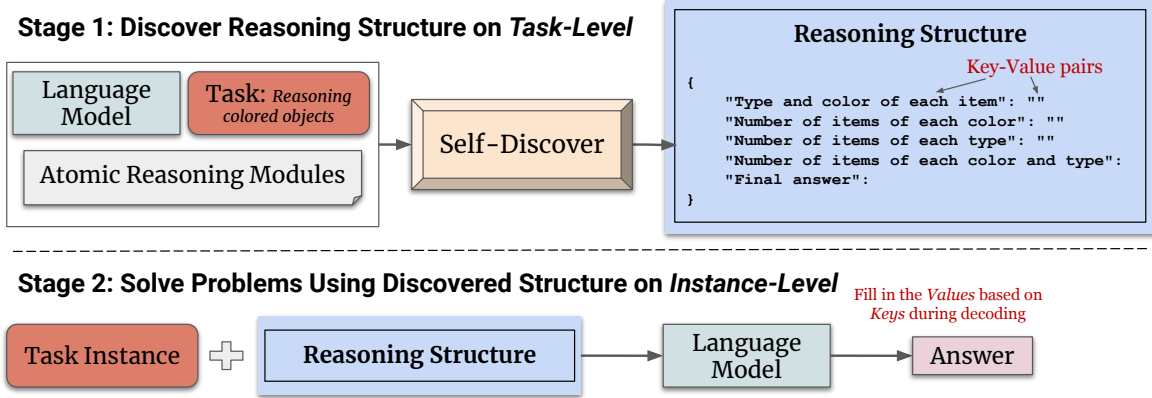 Stage 1: Discover Reasoning Structure on Task-Level
Language
Model
Task: Reasoning
colored objects
Atomic Reasoning Modules
Self-Discover
Reasoning Structure
Key-Value pairs
{
"Type and color of each item": ""
"Number of items of each color": ""
"Number of items of each type": ""
"Number of items of each color and type":
"Final answer":
}
Stage 2: Solve Problems Using Discovered Structure on Instance-Level
Task Instance
Reasoning Structure
Language
Model
Fill in the Values based on
Keys during decoding
Answer